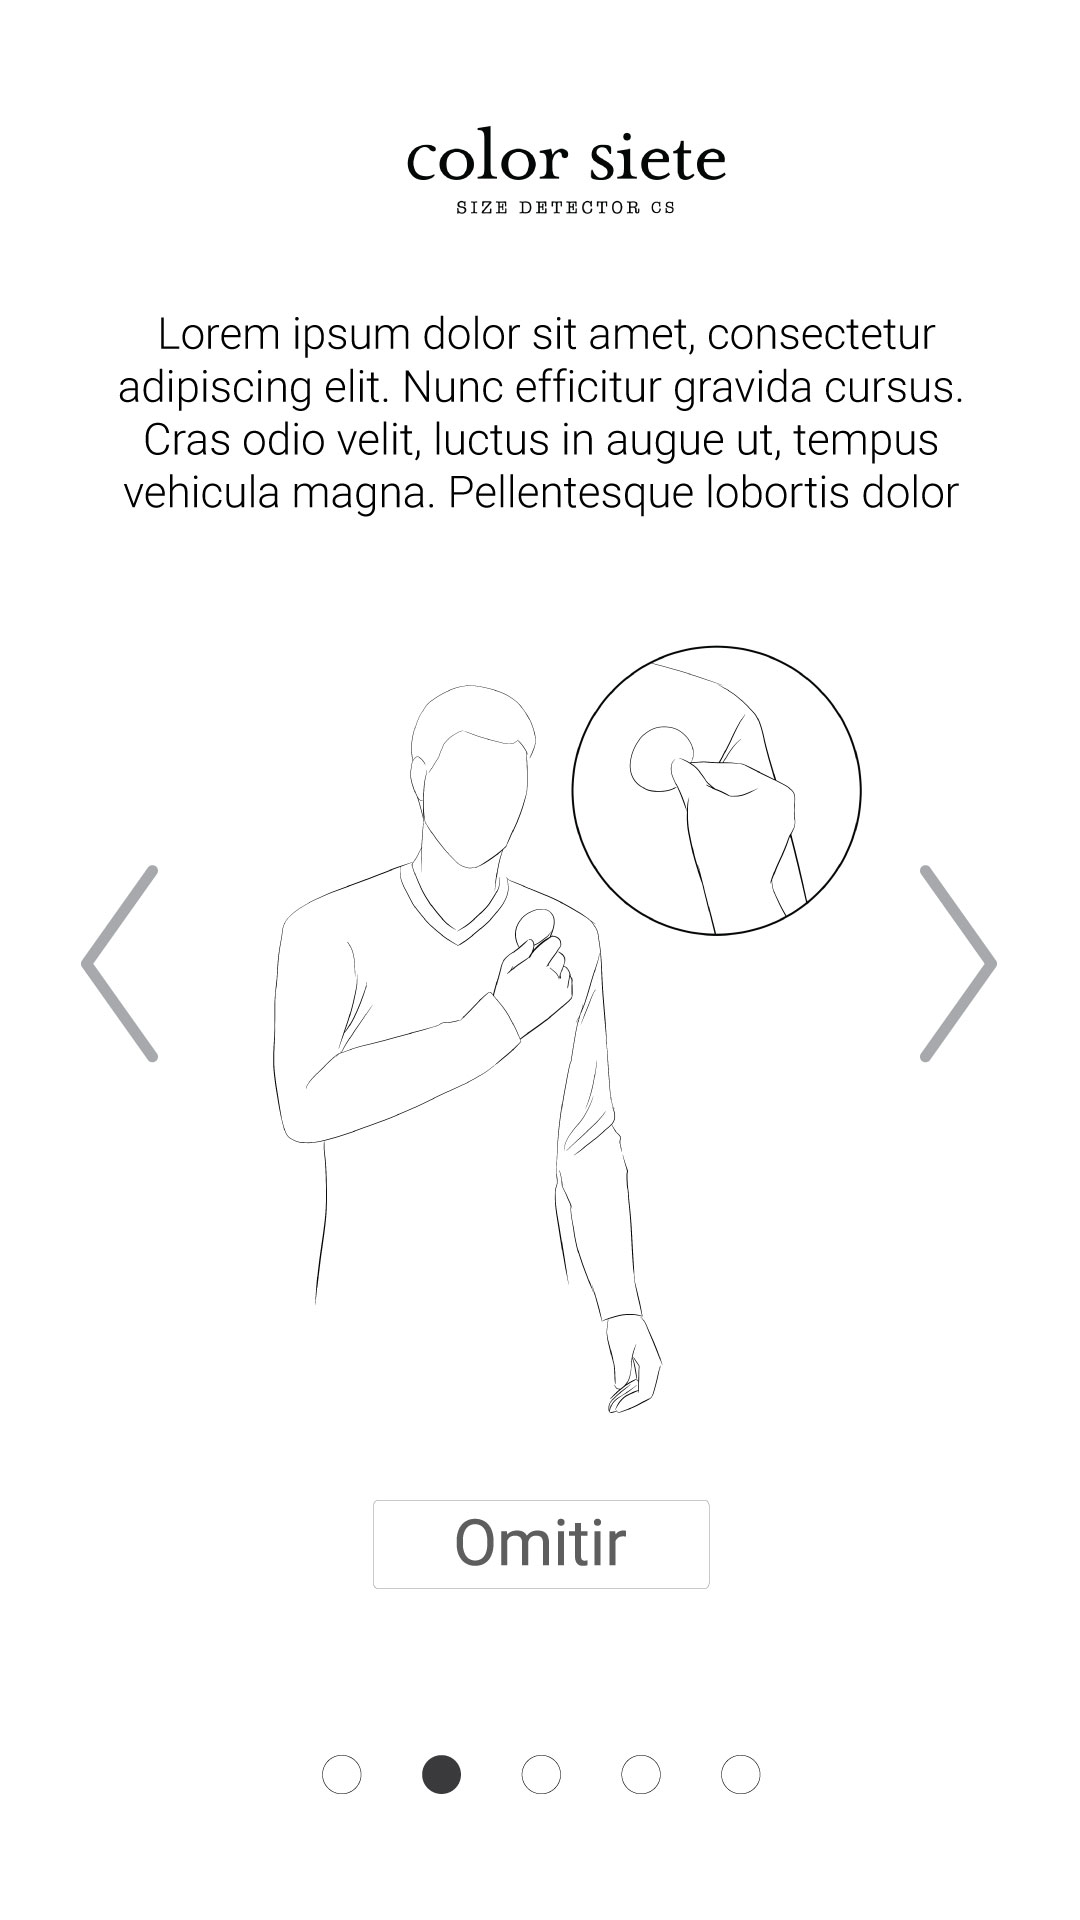 color siete
SIZE DETECTOR CS
Lorem ipsum dolor sit amet, consectetur
adipiscing elit. Nunc efficitur gravida cursus.
Cras odio velit, luctus in augue ut, tempus
vehicula magna. Pellentesque lobortis dolor
Omitir